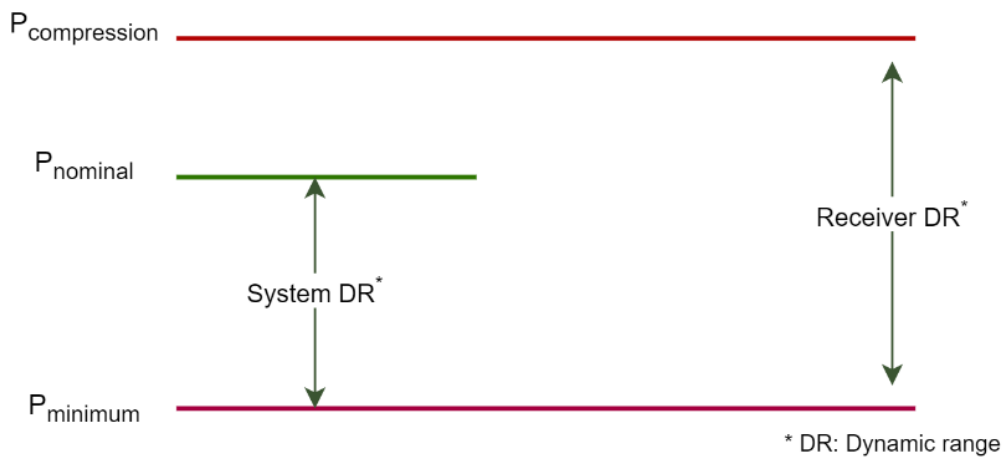 Pcompression
Pnominal
Receiver DR*
System DR*
Pminimum
* DR: Dynamic range